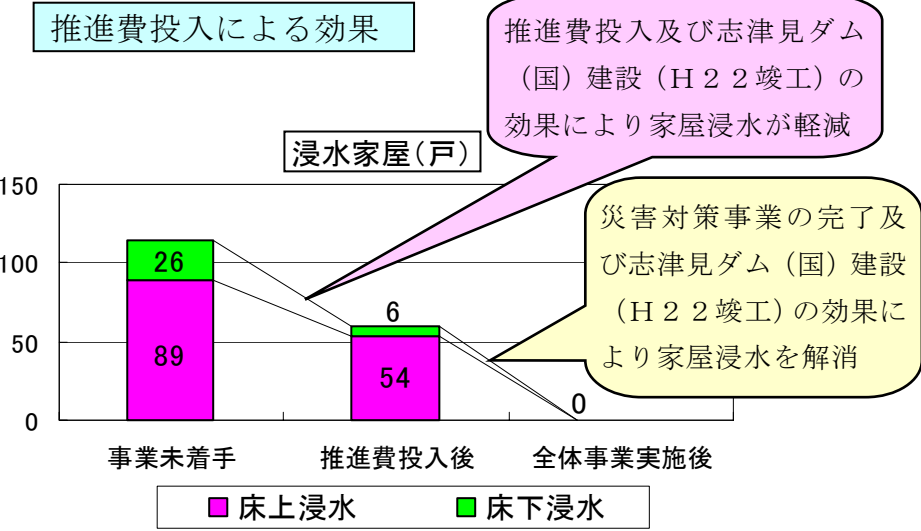 推進費投入による効果
推進費投入及び志津見ダム
（国）建設（Ｈ２２竣工）の
効果により家屋浸水が軽減
浸水家屋(戸)
災害対策事業の完了及
び志津見ダム（国）建設
（Ｈ２２竣工）の効果に
より家屋浸水を解消
150
100
50
0
26
89
6
54
0
事業未着手
推進費投入後
全体事業実施後
床上浸水
床下浸水